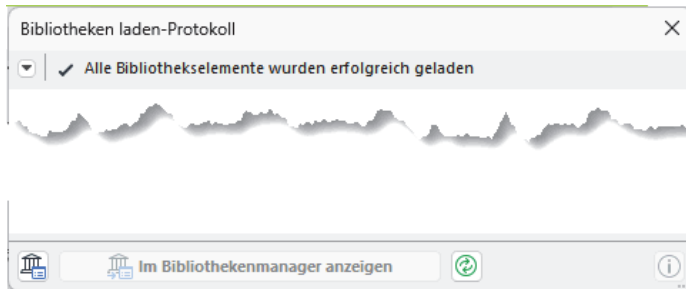 Bibliotheken laden-Protokoll
Alle Bibliothekselemente wurden erfolgreich geladen
Im Bibliothekenmanager anzeigen